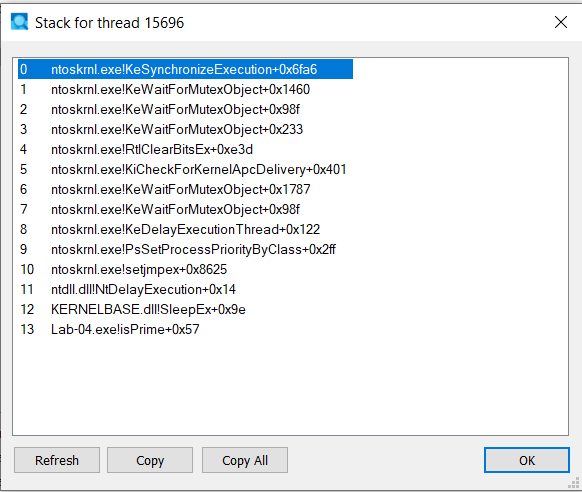 Stack for thread 15696
0 ntoskrnl.exe!KeSynchronizeExecution+0x6fa6
1 ntoskrnl.exe!KeWaitForMutexObject+0x1460
2 ntoskrnl.exe!KeWaitForMutexObject+0x98f
3 ntoskrnl.exe!KeWaitForMutexObject+0x233
4 ntoskrnl.exe!RtlClearBitsEx+0xe3d
5 ntoskrnl.exe!KiCheckForKernelApcDelivery+0x401
6 ntoskrnl.exe!KeWaitForMutexObject+0x1787
7 ntoskrnl.exe!KeWaitForMutexObject+0x98f
8 ntoskrnl.exe!KeDelayExecutionThread+0x122
9 ntoskrnl.exe!PsSetProcessPriorityByClass+0x2ff
10 ntoskrnl.exe!setjmpex+0x8625
11 ntdll.dll!NtDelayExecution+0x14
12 KERNELBASE.dll!SleepEx+0x9e
13 Lab-04.exe!isPrime+0x57
Refresh Copy Copy All OK